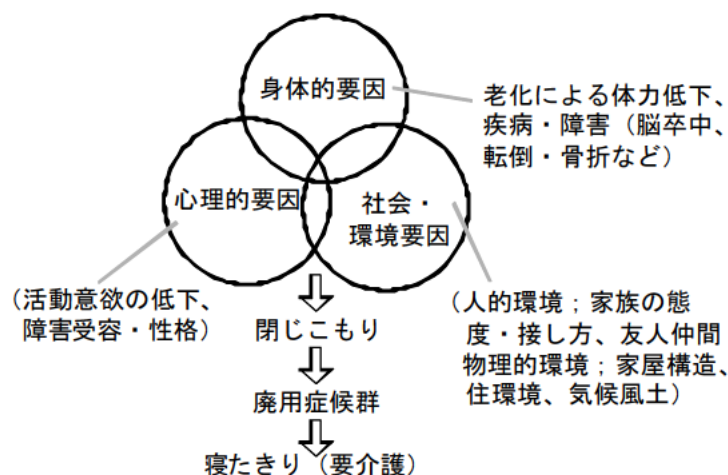 身体的要因
老化による体力低下、
疾病・障害（脳卒中、
転倒・骨折など）
心理的要因
社会・
環境要因
（活動意欲の低下、
障害受容・性格）
（人的環境；家族の態
度・接し方、友人仲間
物理的環境；家屋構造、
住環境、気候風土）
閉じこもり
廃用症候群
寝たきり（要介護）